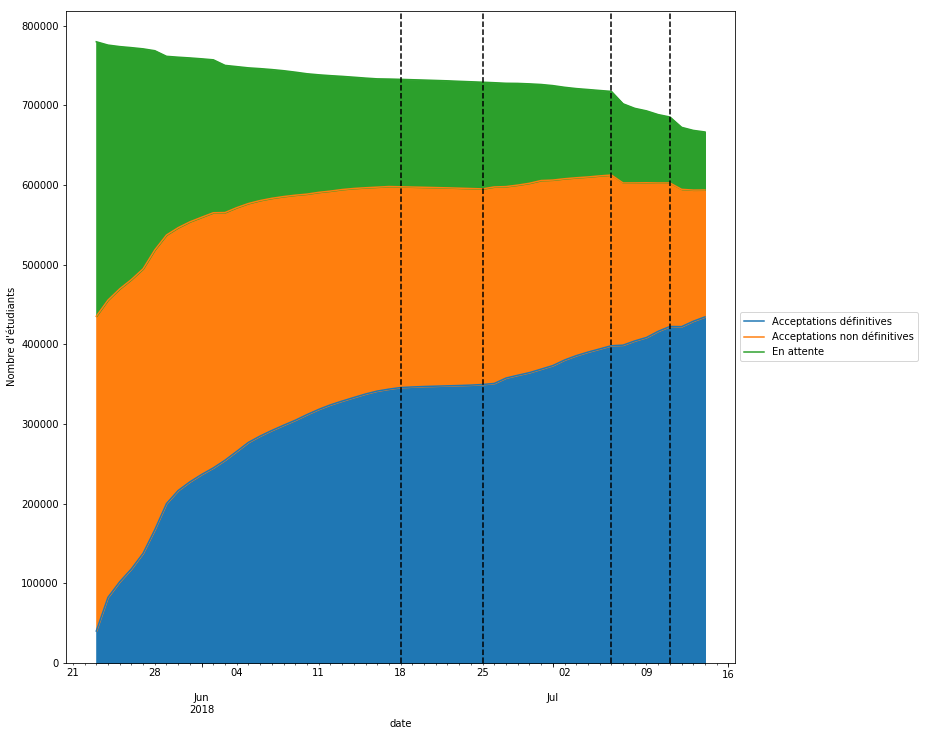 800000
700000
600000
500000
400000
300000
200000
100000
0
Nombre d'étudiants
21 28 04 11 18 25 02 09 16
Jun Jul
2018
date
Acceptations définitives
Acceptations non définitives
En attente